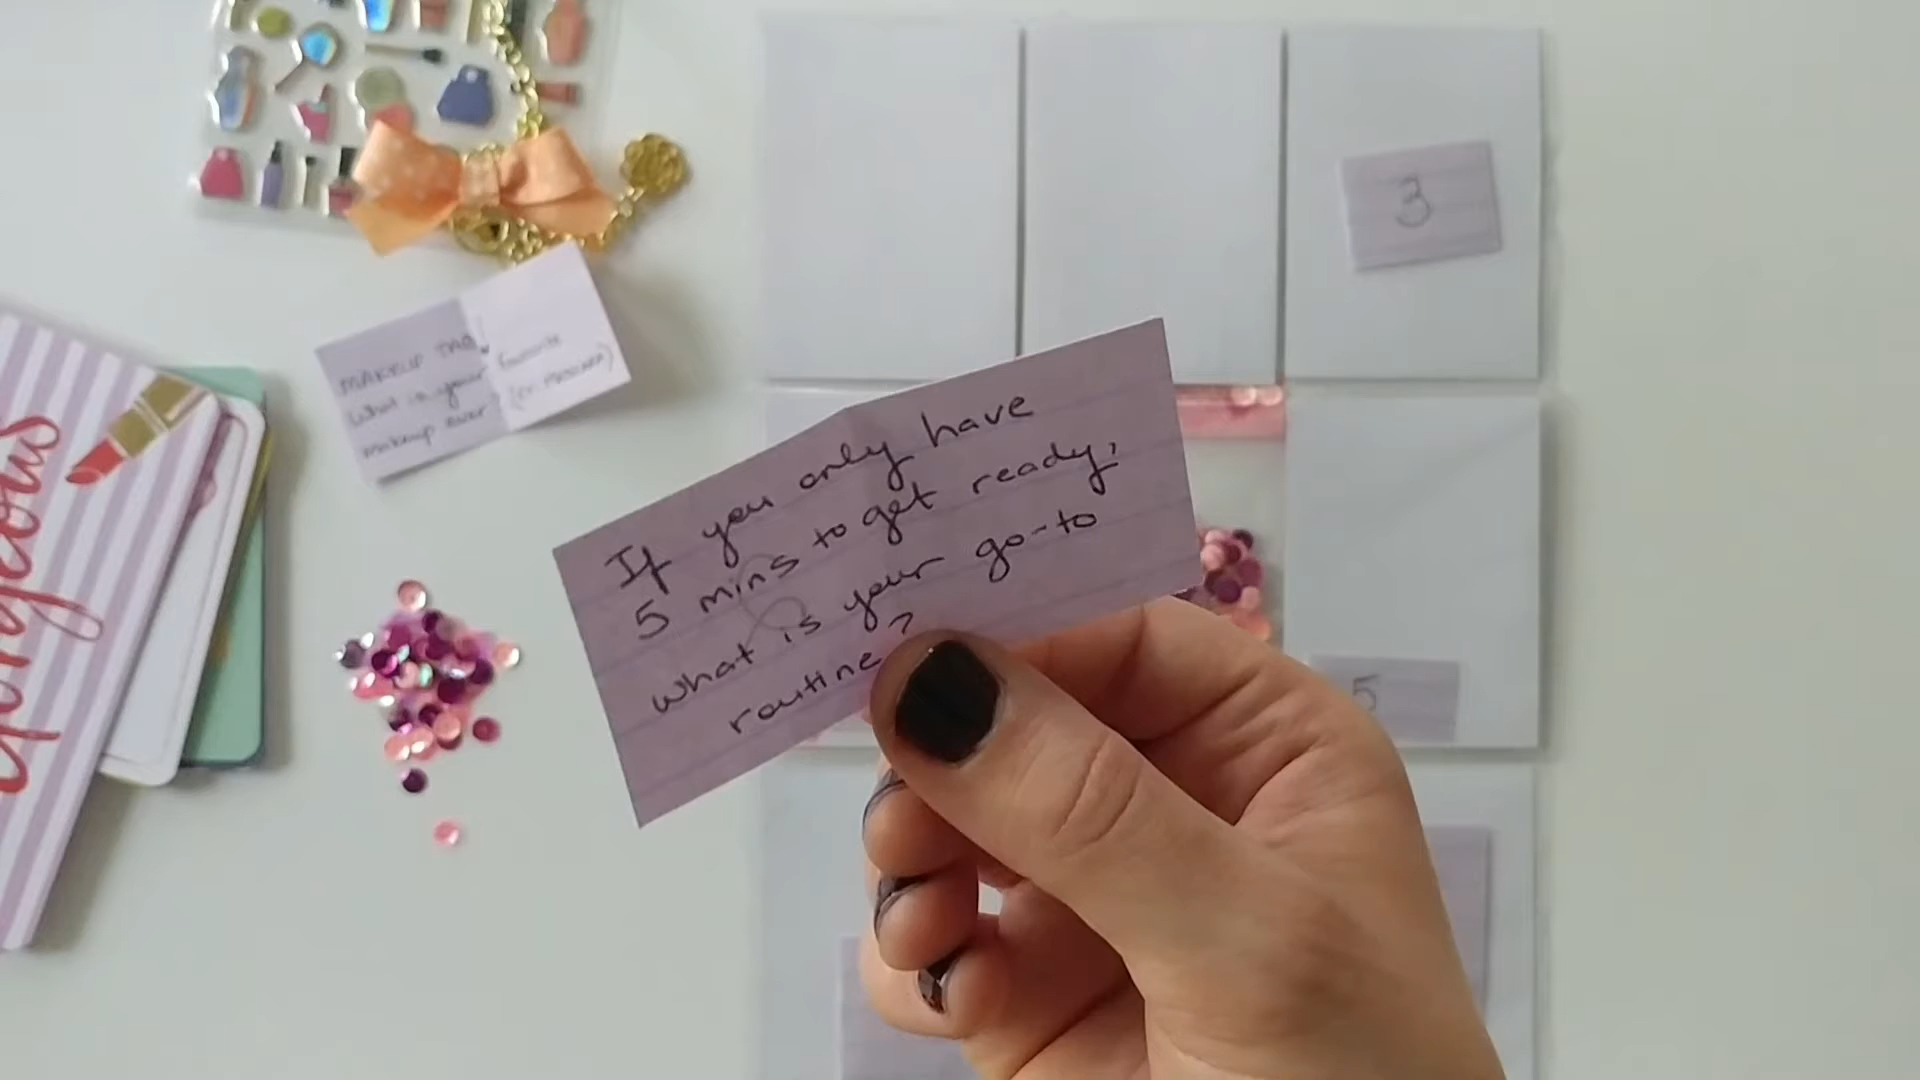 3
MAKEUP TAG!
What is your favorite
makeup ever
If you only have
5 mins to get ready,
what is your go-to
routine?
5
Gorgeous